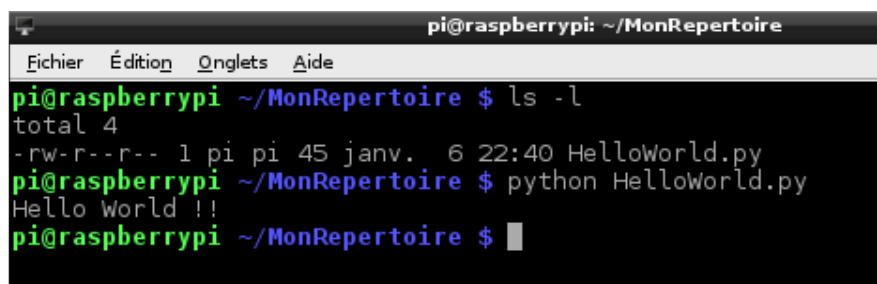 pi@raspberrypi: ~/MonRepertoire
Fichier Édition Onglets Aide
pi@raspberrypi ~/MonRepertoire $ ls -l
total 4
-rw-r--r-- 1 pi pi 45 janv.  6 22:40 HelloWorld.py
pi@raspberrypi ~/MonRepertoire $ python HelloWorld.py
Hello World !!
pi@raspberrypi ~/MonRepertoire $